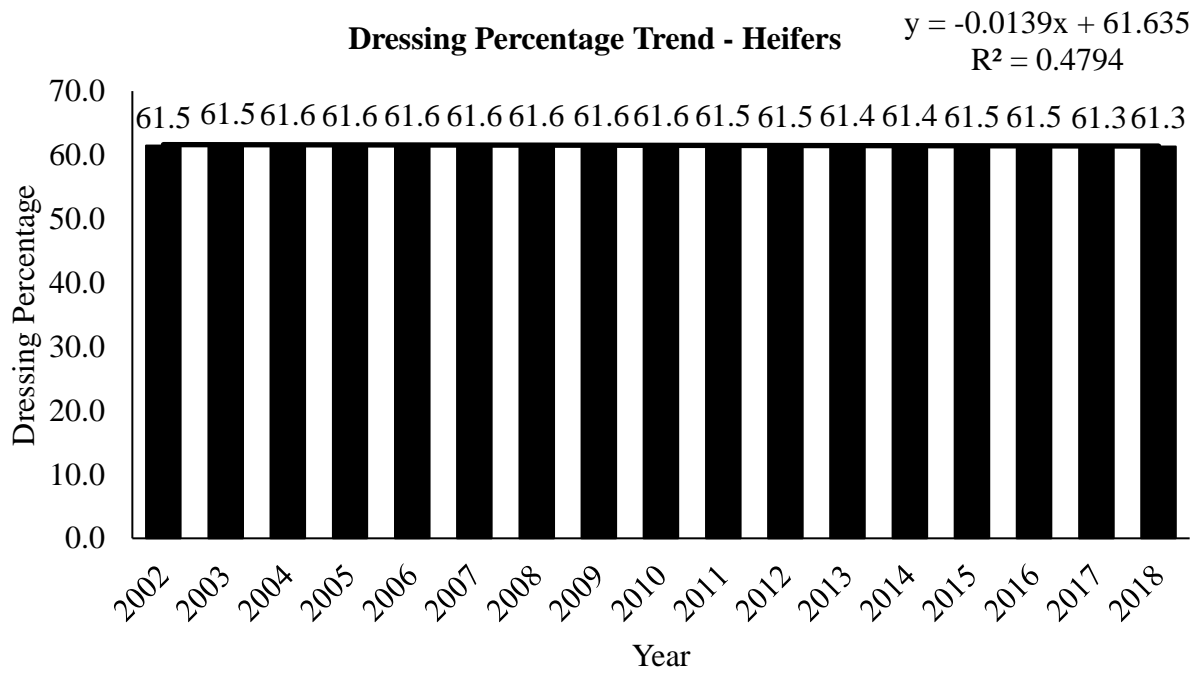 Dressing Percentage Trend - Heifers
y = -0.0139x + 61.635
R² = 0.4794
70.0
60.0
50.0
40.0
30.0
20.0
10.0
0.0
Dressing Percentage
61.5 61.5 61.6 61.6 61.6 61.6 61.6 61.6 61.6 61.5 61.5 61.4 61.4 61.5 61.5 61.3 61.3
2002 2003 2004 2005 2006 2007 2008 2009 2010 2011 2012 2013 2014 2015 2016 2017 2018
Year